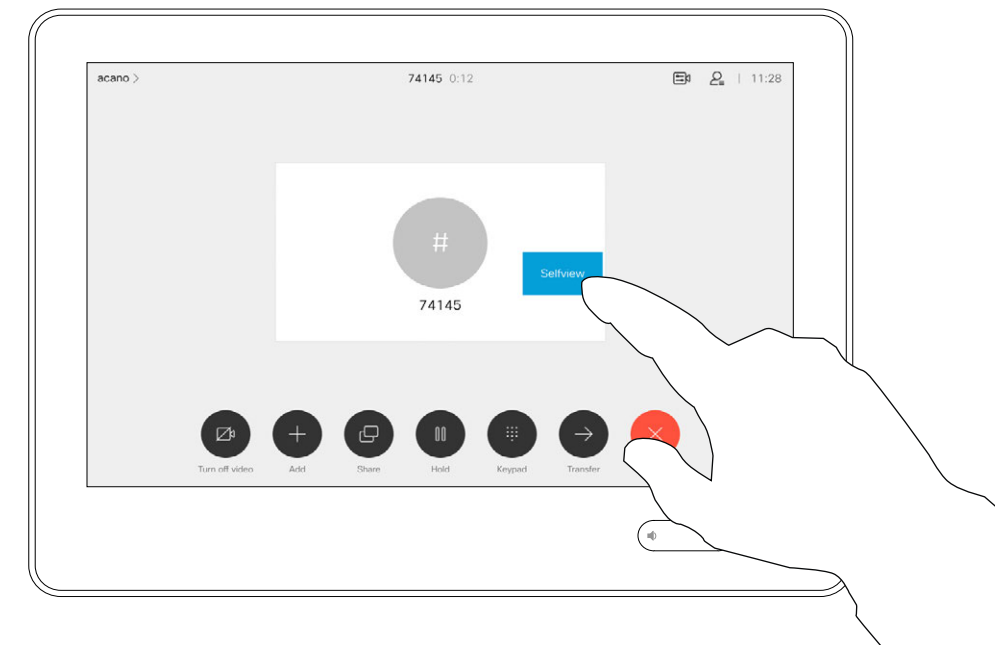 acano >
74145 0:12
11:28
#
Selfview
74145
Turn off video
Add
Share
Hold
Keypad
Transfer